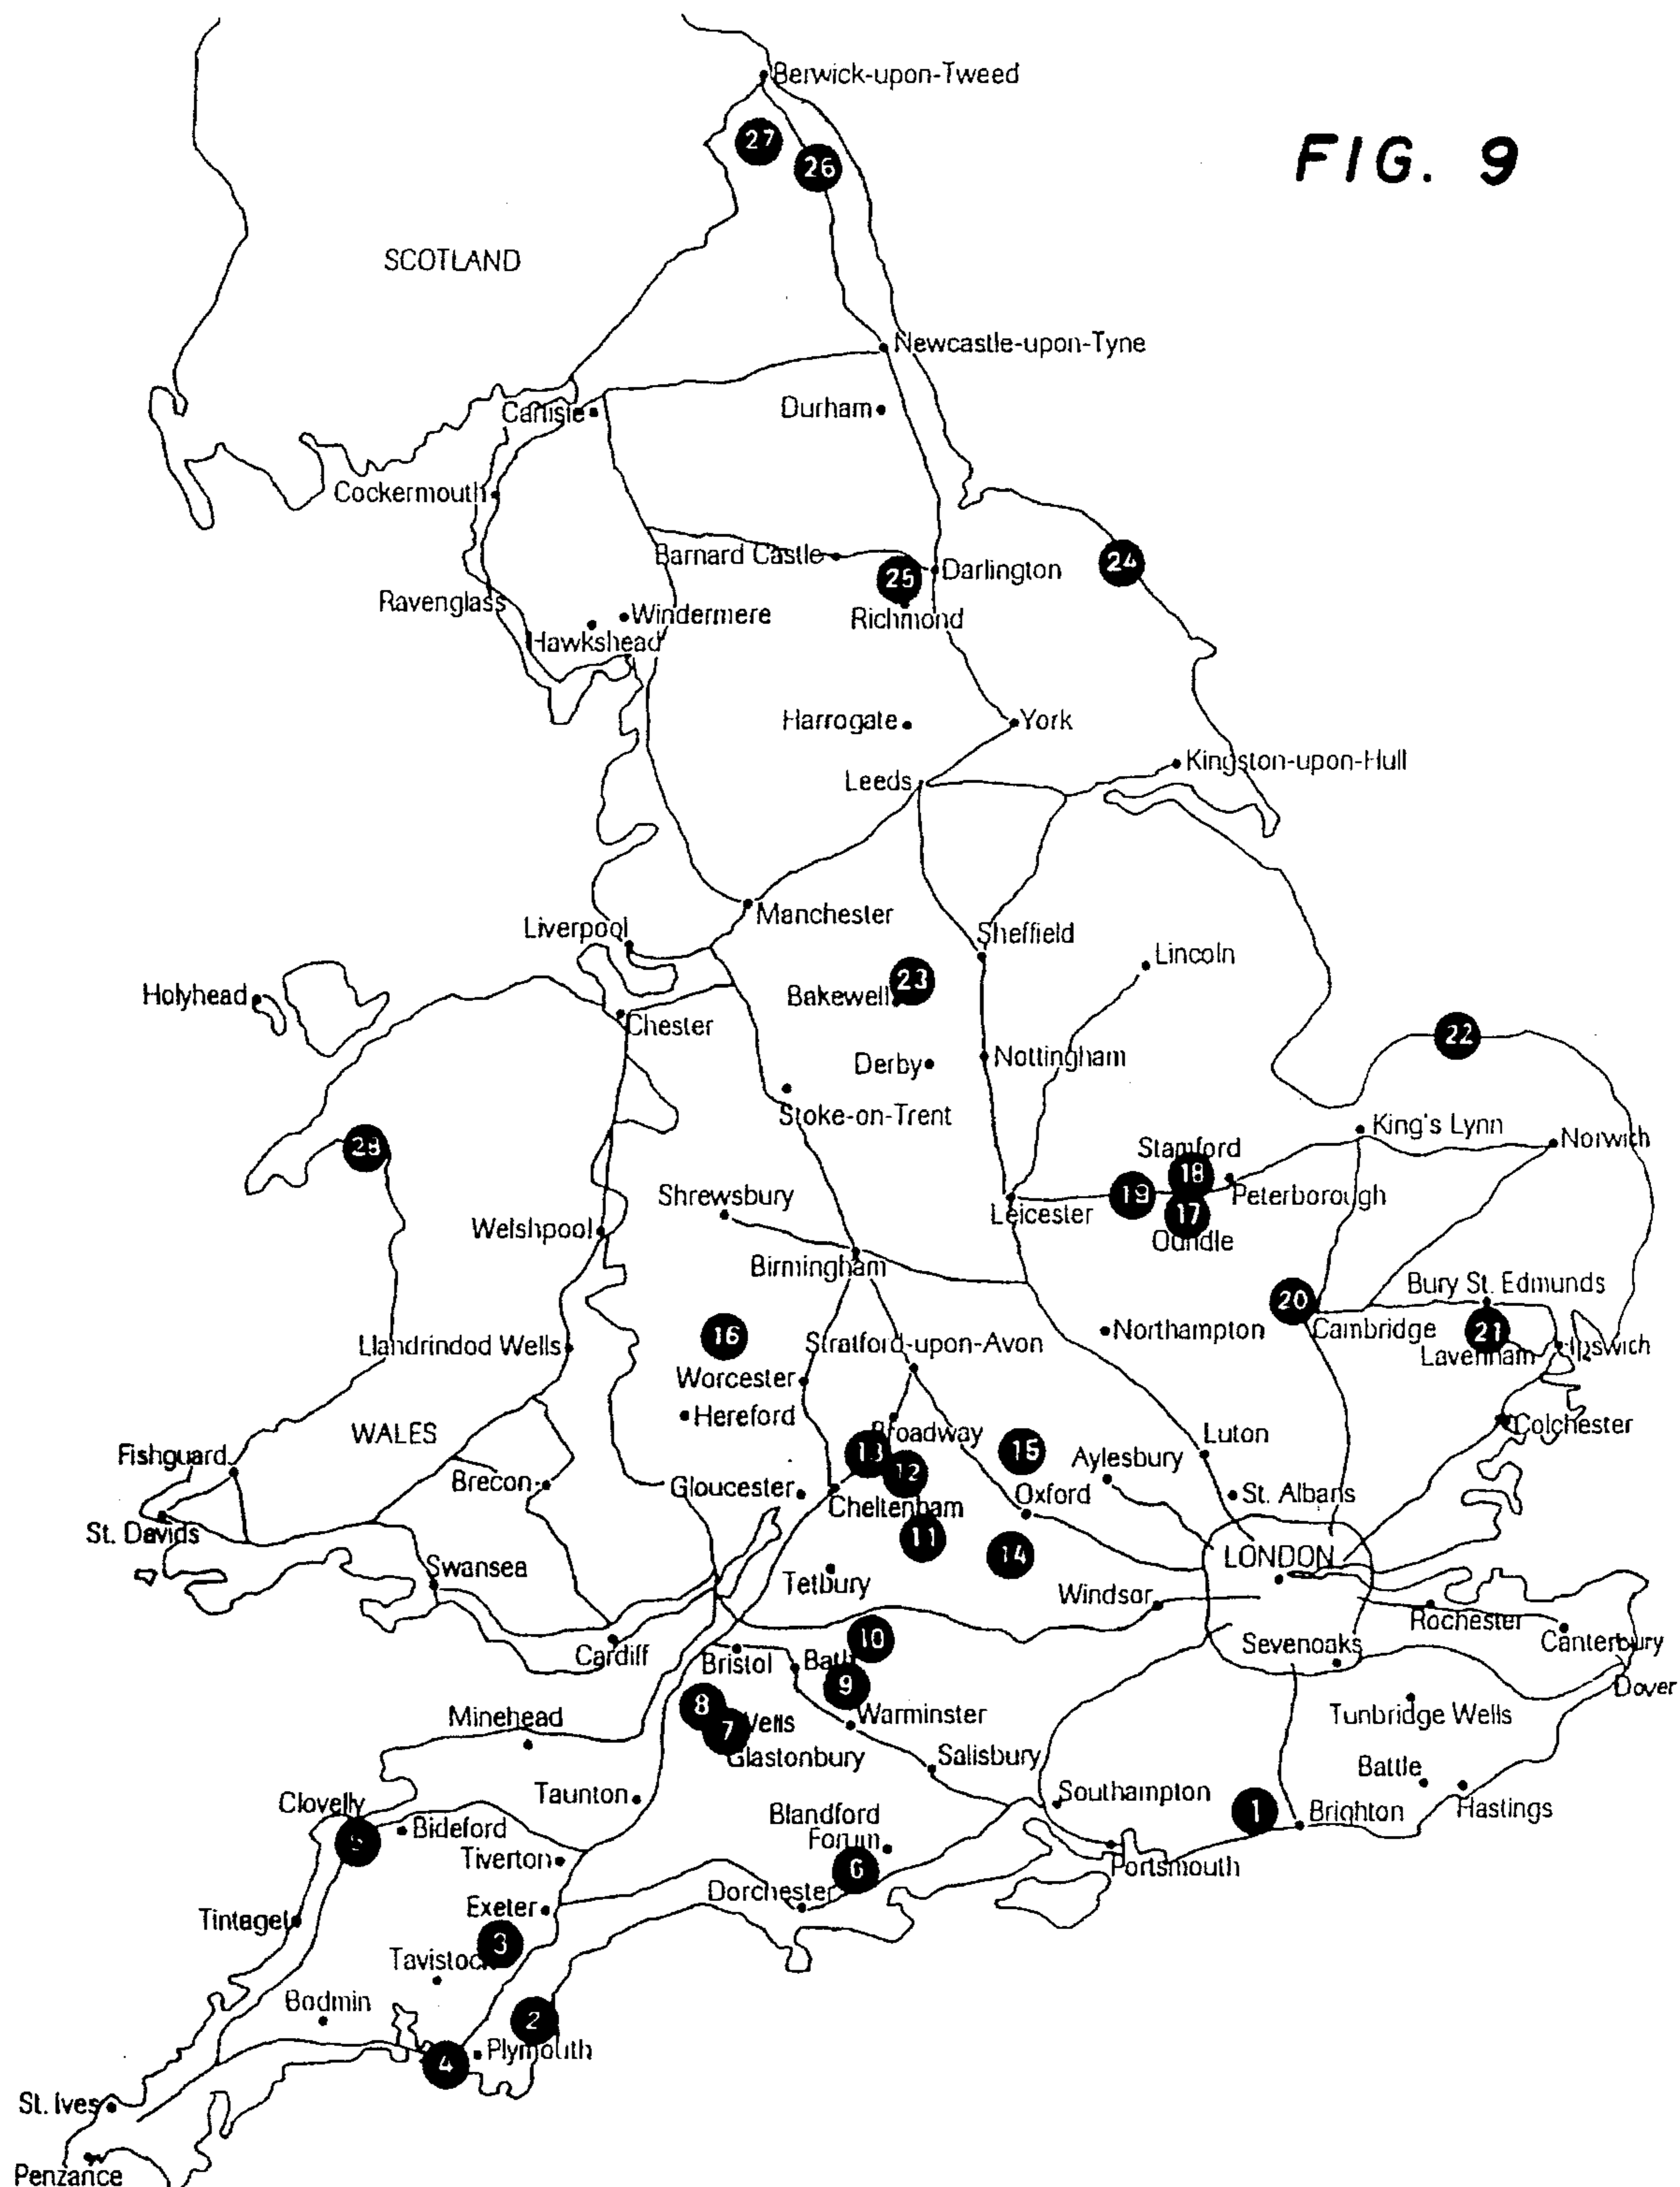 Berwick-upon-Tweed
27
26
FIG. 9
SCOTLAND
Newcastle-upon-Tyne
Carlisle
Durham
Cockermouth
Barnard Castle
25
Darlington
24
Ravenglass
Windermere
Richmond
Hawkshead
Harrogate
York
Leeds
Kingston-upon-Hull
Manchester
Liverpool
Sheffield
Lincoln
Holyhead
Bakewell
23
Chester
22
Derby
Nottingham
Stoke-on-Trent
King's Lynn
Norwich
28
Stamford
18
19
Peterborough
Shrewsbury
Leicester
17
Welshpool
Oundle
Birmingham
Bury St. Edmunds
20
Cambridge
21
Northampton
16
Stratford-upon-Avon
Llandrindod Wells
Lavenham
Ipswich
Worcester
Hereford
Broadway
Colchester
WALES
Luton
Fishguard
13
15
Aylesbury
12
Brecon
Gloucester
Oxford
St. Albans
Cheltenham
St. Davids
11
14
LONDON
Swansea
Tetbury
Windsor
Rochester
10
Canterbury
Cardiff
Bristol
Bath
Sevenoaks
9
Dover
8
Minehead
7
Wells
Warminster
Tunbridge Wells
Glastonbury
Salisbury
Battle
Clovelly
Taunton
Southampton
Hastings
5
Bideford
Blandford
Forum
1
Brighton
Tiverton
6
Portsmouth
Dorchester
Exeter
Tintagel
3
Tavistock
Bodmin
2
4
Plymouth
St. Ives
Penzance